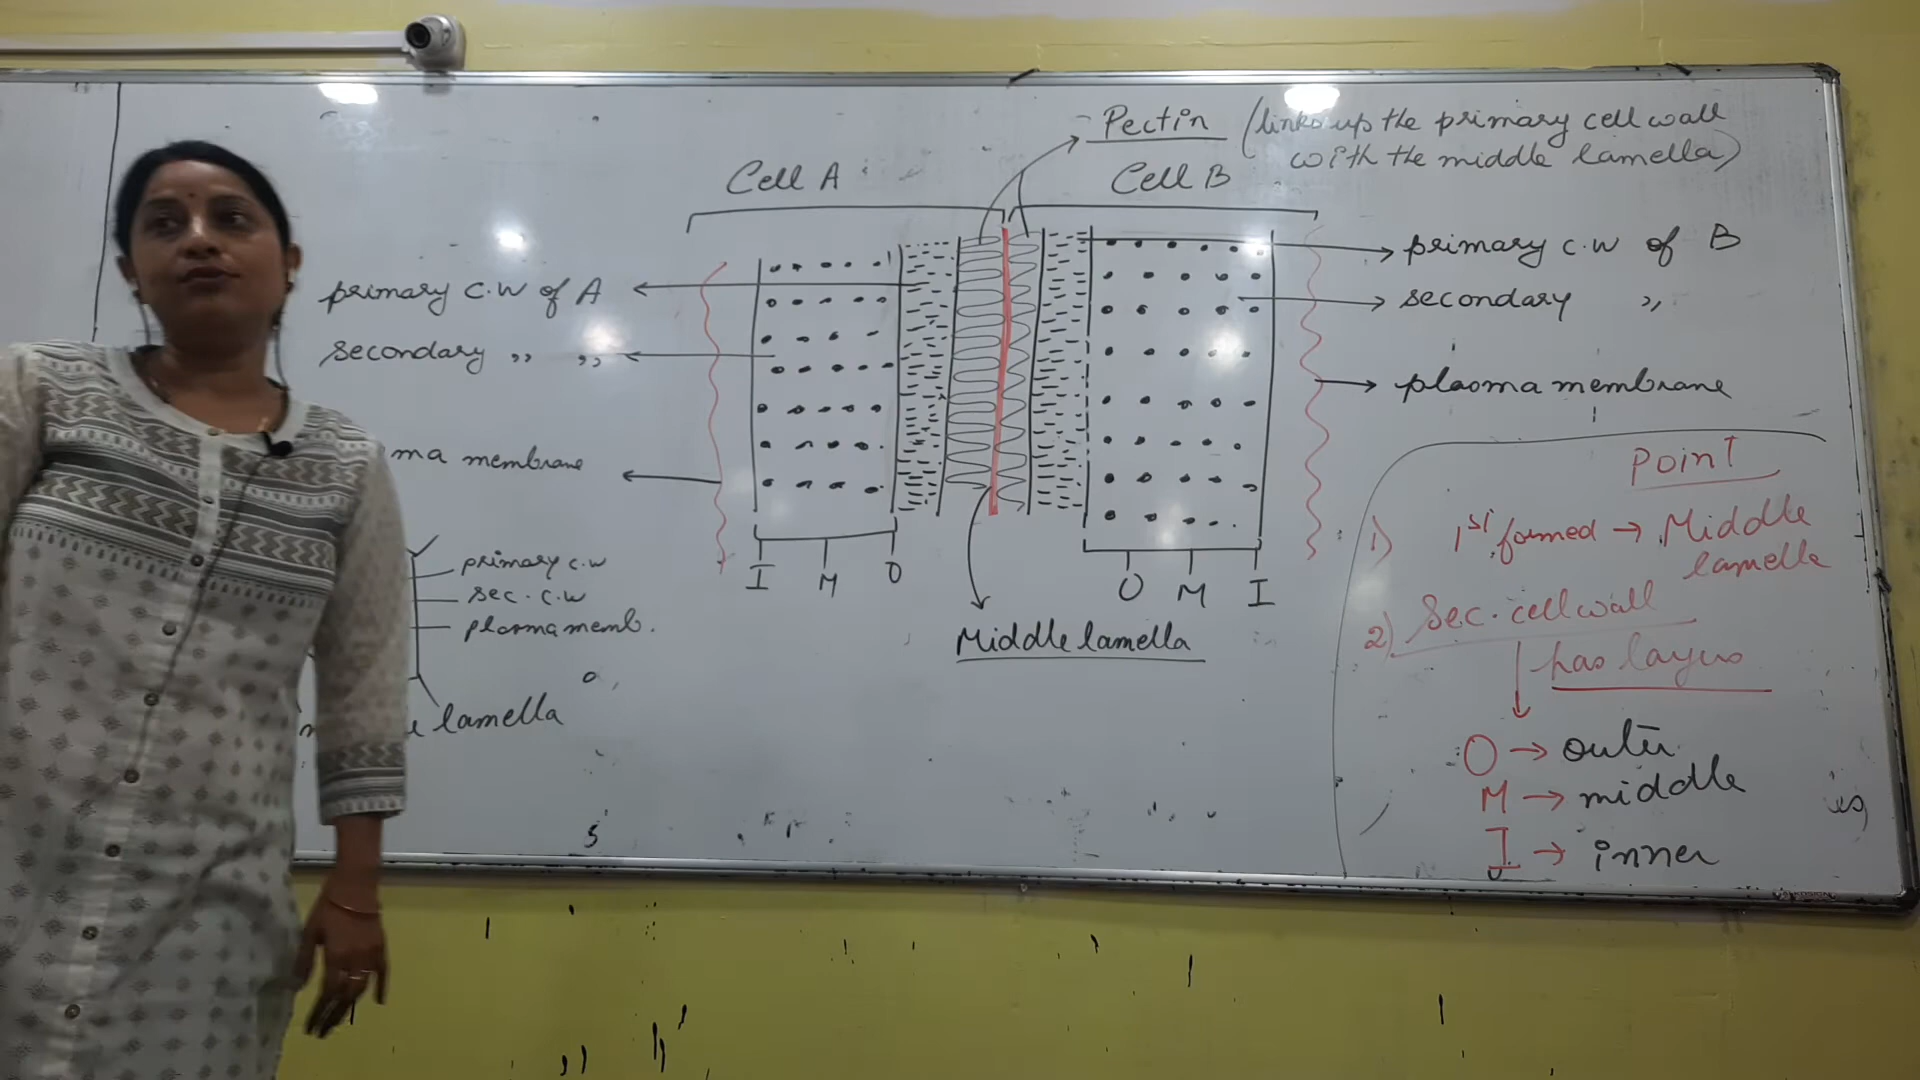 Pectin (links up the primary cell wall
with the middle lamella)
Cell A
Cell B
primary c.w of A
secondary ,, ,,
ma membrane
primary c.w of B
secondary ,,
plasma membrane
I M O
O M I
Middle lamella
primary c.w
sec. c.w
plasma memb.
lamella
Point
1) 1st formed → Middle
lamella
2) Sec. cell wall
has layers
O → outer
M → middle
I → inner